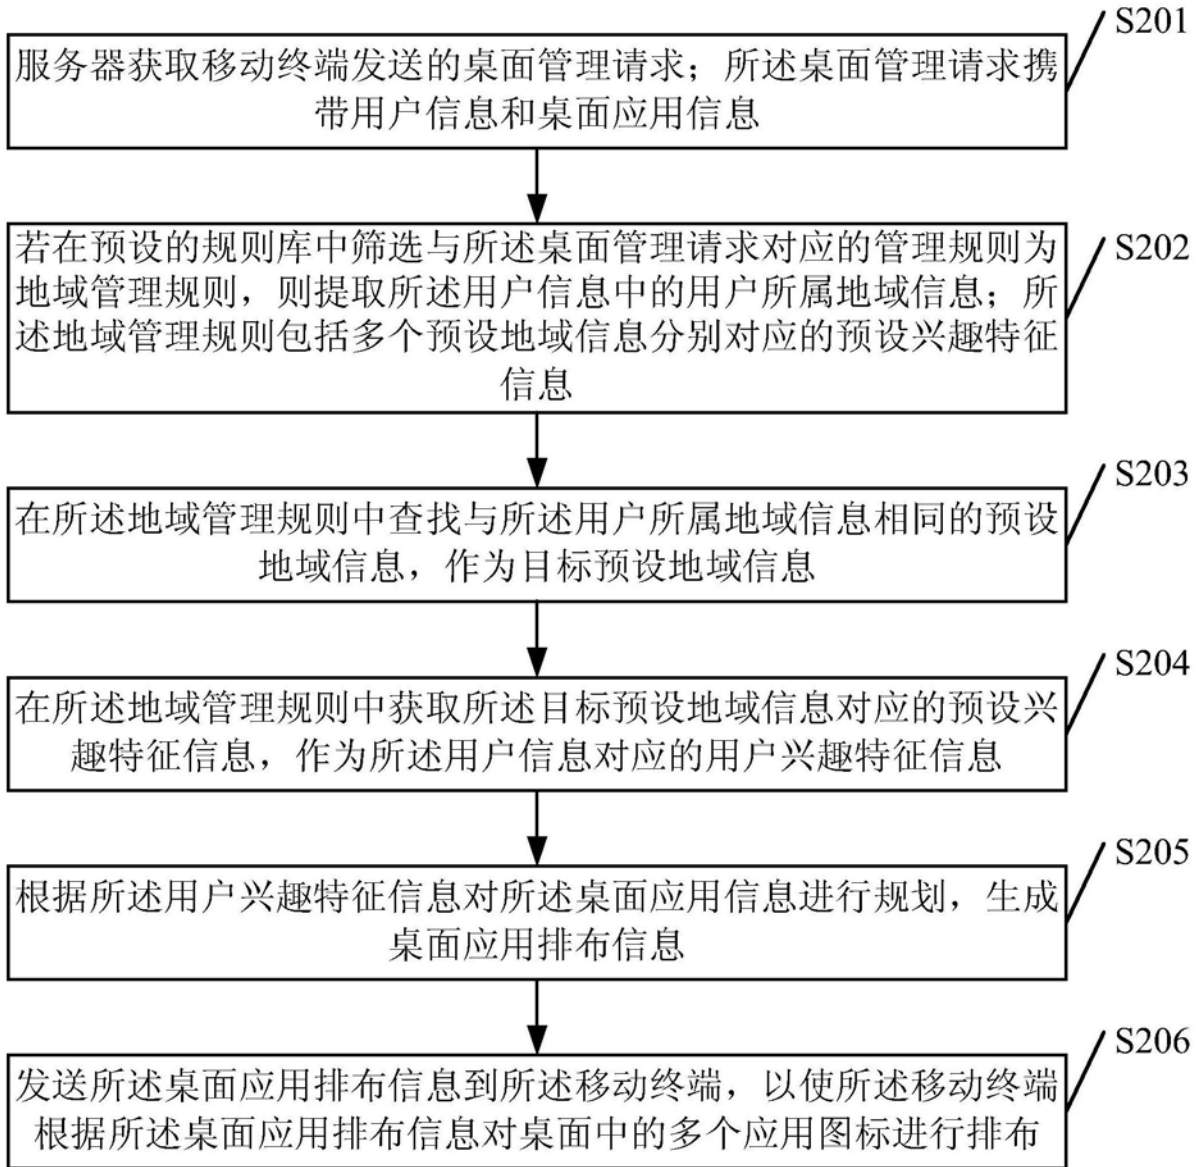 S201
服务器获取移动终端发送的桌面管理请求；所述桌面管理请求携
带用户信息和桌面应用信息
S202
若在预设的规则库中筛选与所述桌面管理请求对应的管理规则为
地域管理规则，则提取所述用户信息中的用户所属地域信息；所
述地域管理规则包括多个预设地域信息分别对应的预设兴趣特征
信息
S203
在所述地域管理规则中查找与所述用户所属地域信息相同的预设
地域信息，作为目标预设地域信息
S204
在所述地域管理规则中获取所述目标预设地域信息对应的预设兴
趣特征信息，作为所述用户信息对应的用户兴趣特征信息
S205
根据所述用户兴趣特征信息对所述桌面应用信息进行规划，生成
桌面应用排布信息
S206
发送所述桌面应用排布信息到所述移动终端，以使所述移动终端
根据所述桌面应用排布信息对桌面中的多个应用图标进行排布